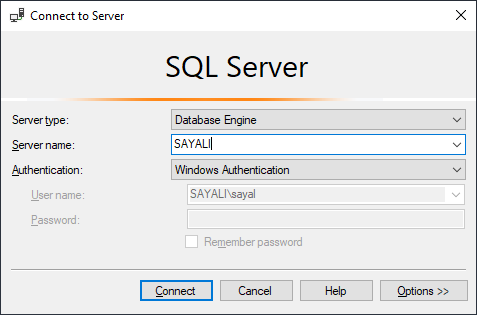 Connect to Server
SQL Server
Server type: Database Engine
Server name: SAYALI
Authentication: Windows Authentication
User name: SAYALI\sayal
Password:
Remember password
Connect Cancel Help Options >>